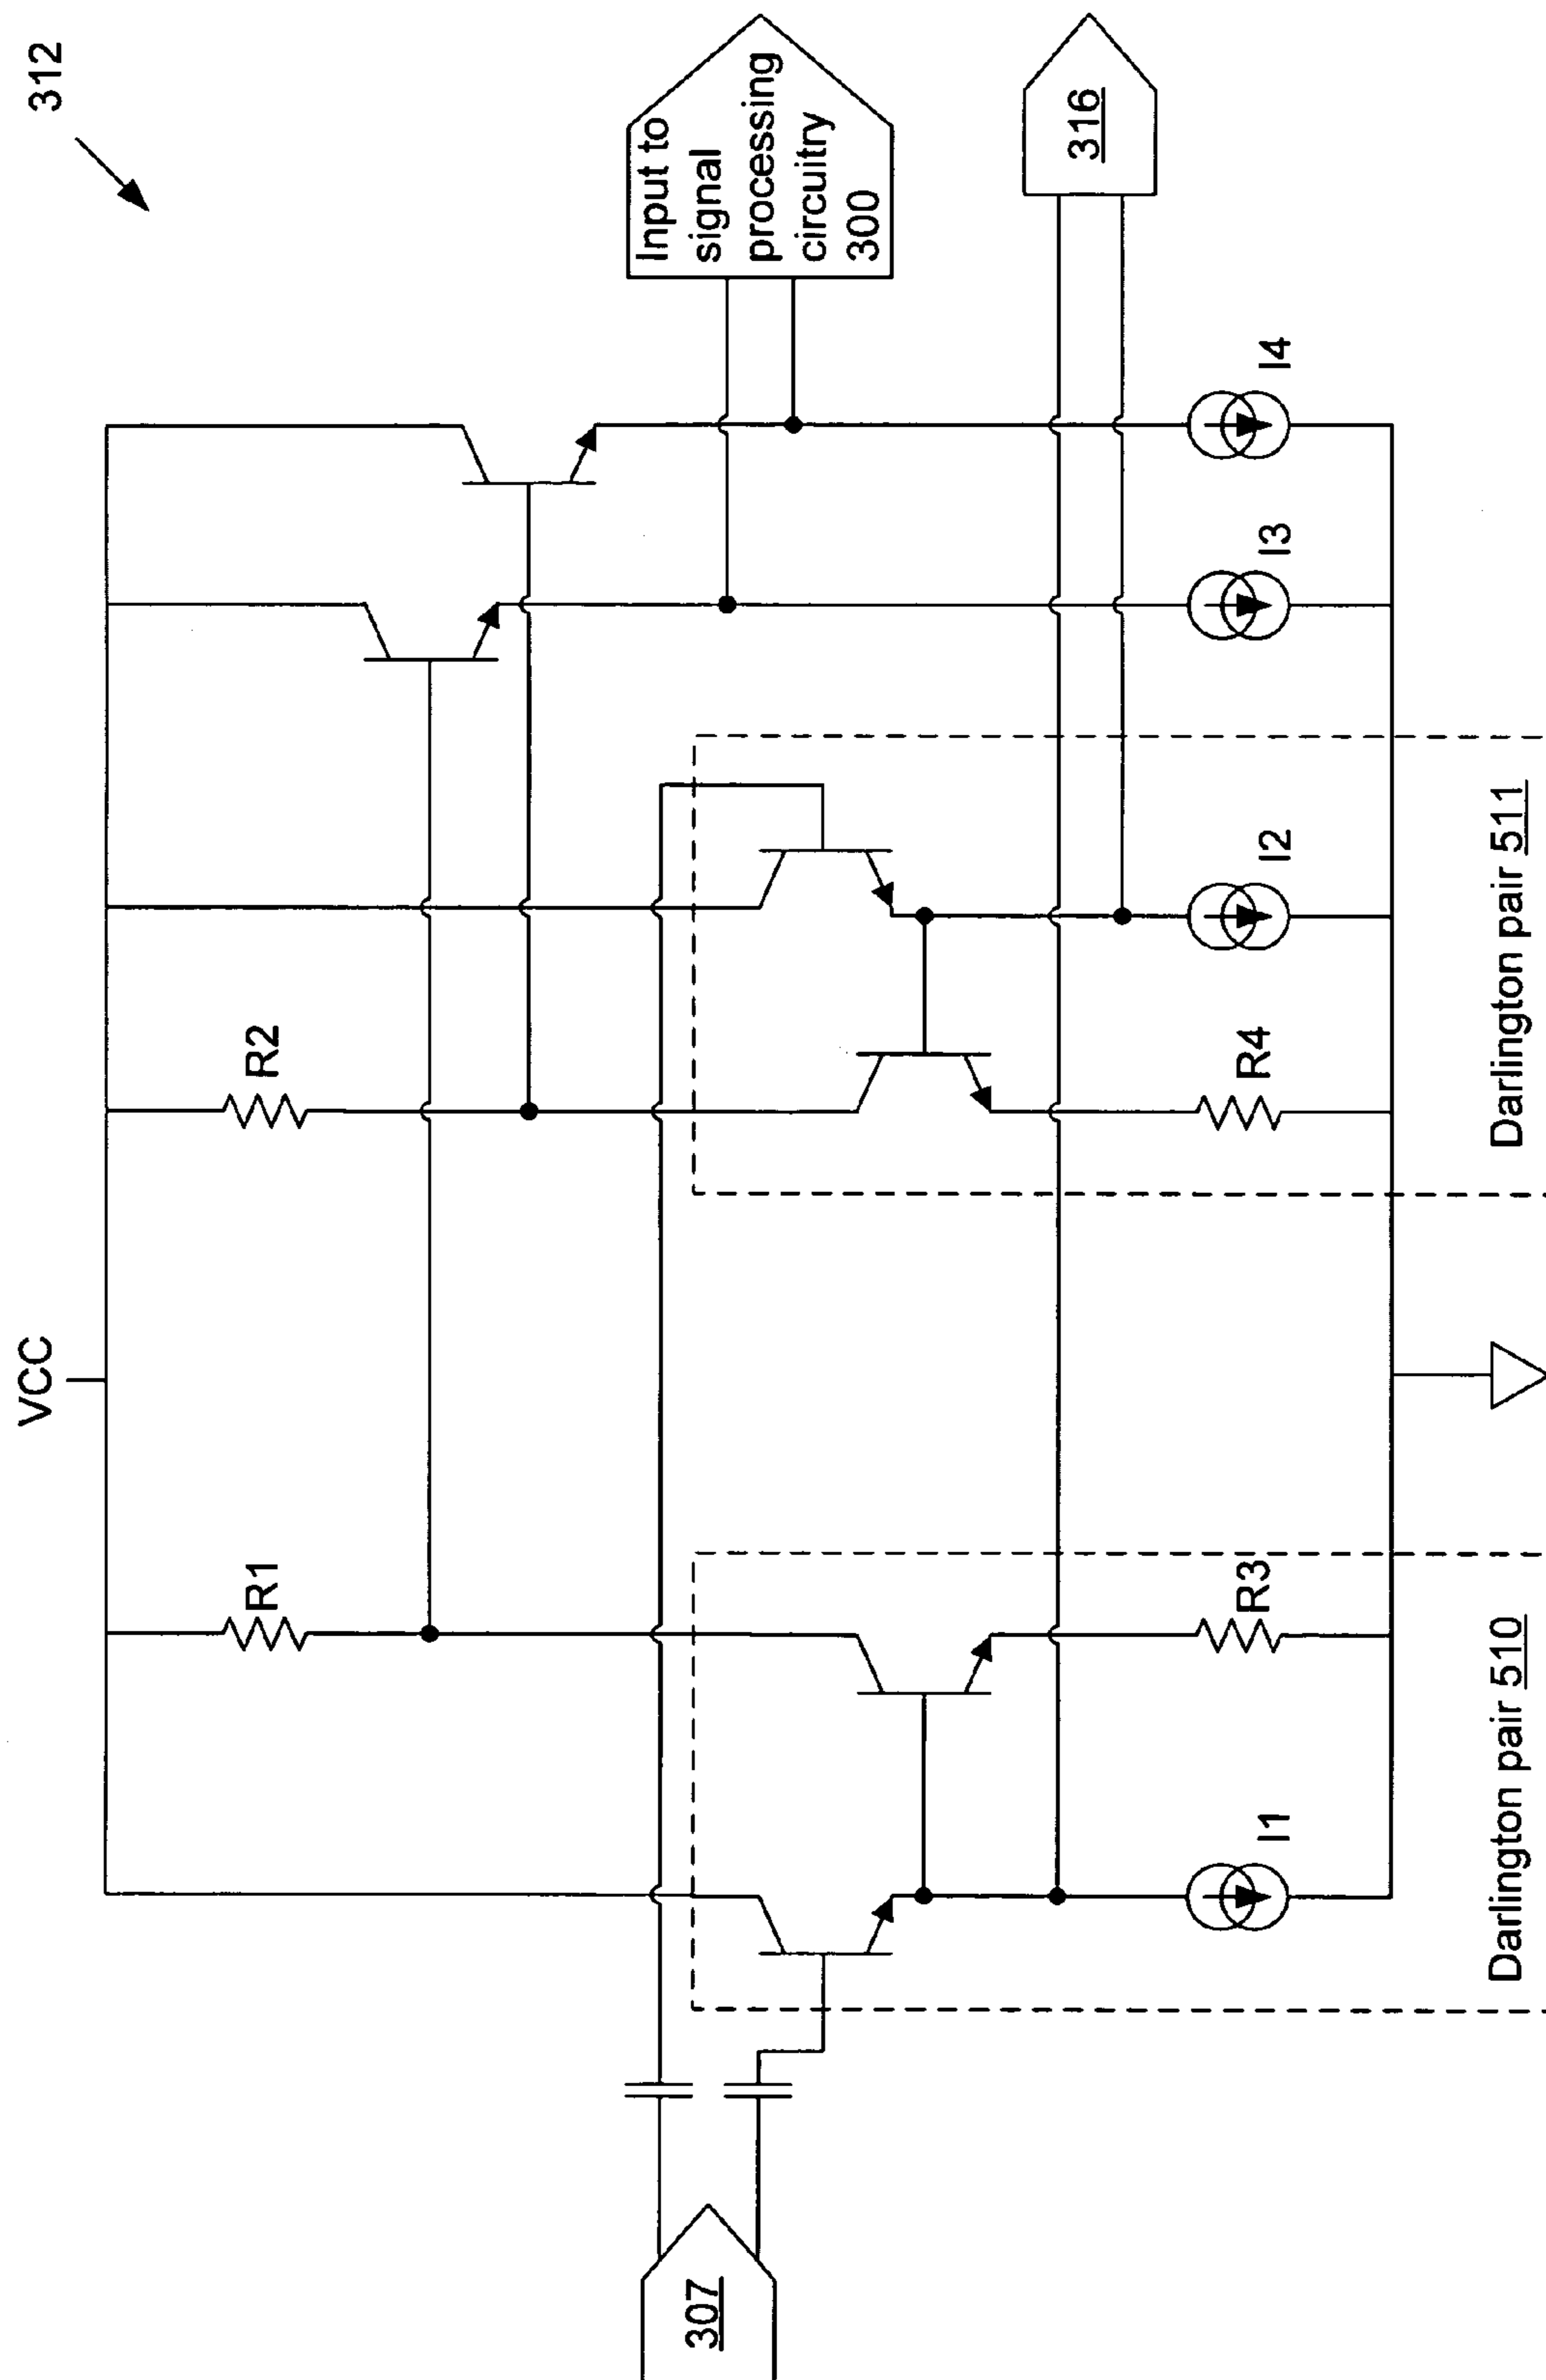 312
VCC
R1
R2
Input to
signal
processing
circuitry
300
307
316
R3
R4
I1
I2
I3
I4
Darlington pair 510
Darlington pair 511